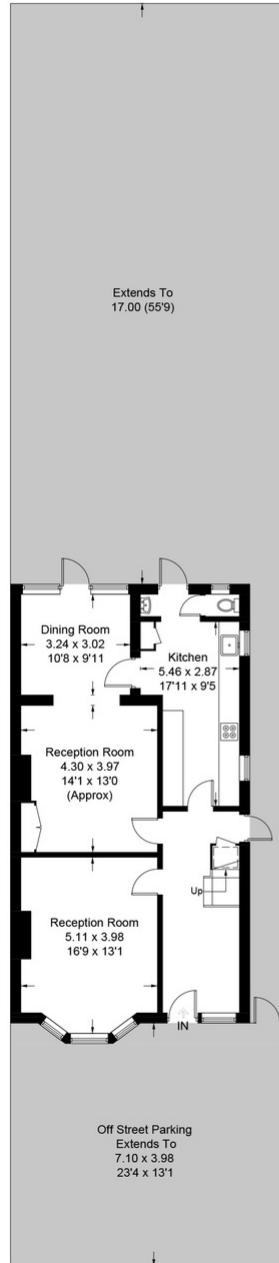 Extends To
17.00 (55'9)
Dining Room
3.24 x 3.02
10'8 x 9'11
Kitchen
5.46 x 2.87
17'11 x 9'5
Reception Room
4.30 x 3.97
14'1 x 13'0
(Approx)
Up
Reception Room
5.11 x 3.98
16'9 x 13'1
IN
Off Street Parking
Extends To
7.10 x 3.98
23'4 x 13'1